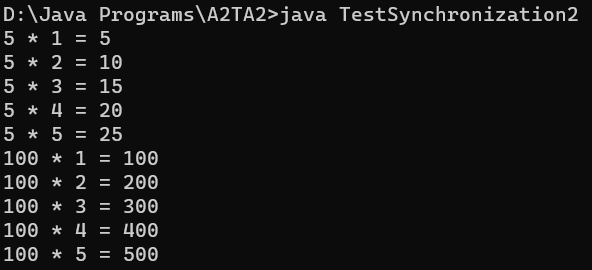 D:\Java Programs\A2TA2>java TestSynchronization2
5 * 1 = 5
5 * 2 = 10
5 * 3 = 15
5 * 4 = 20
5 * 5 = 25
100 * 1 = 100
100 * 2 = 200
100 * 3 = 300
100 * 4 = 400
100 * 5 = 500